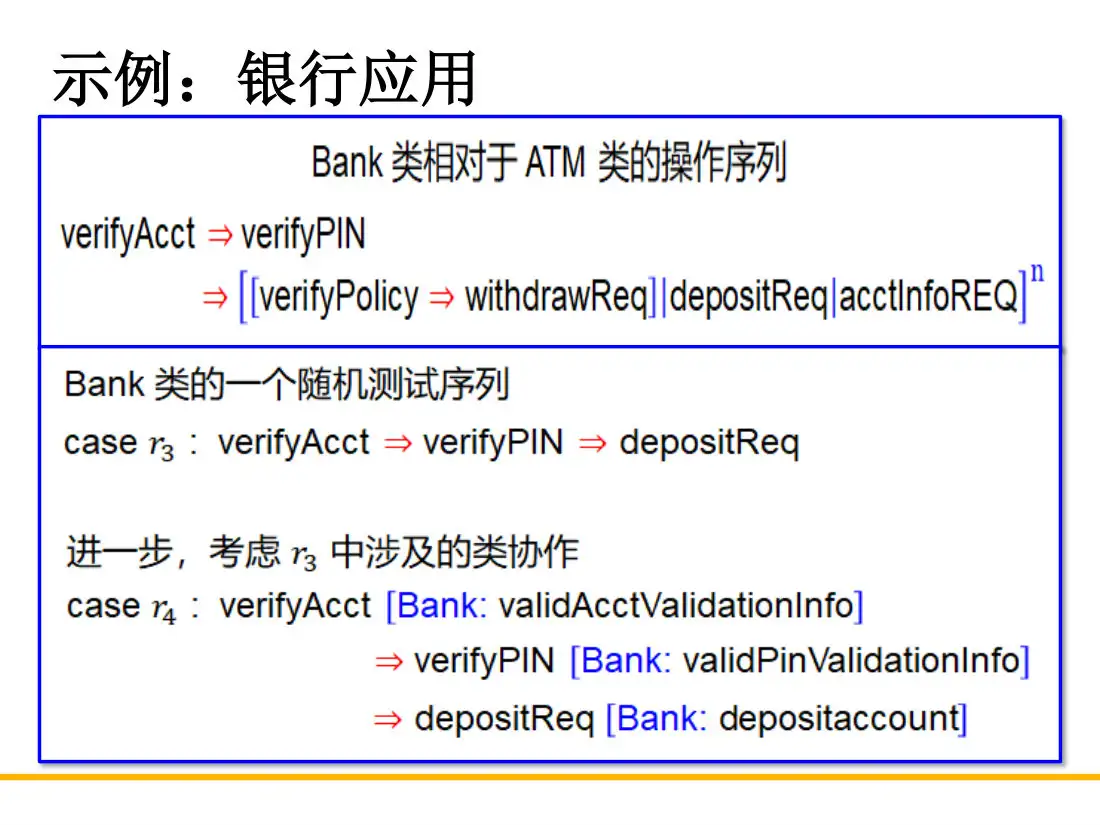 示例：银行应用
Bank 类相对于 ATM 类的操作序列
verifyAcct ⇒ verifyPIN
⇒ [[verifyPolicy ⇒ withdrawReq]|depositReq|acctInfoREQ]ⁿ
Bank 类的一个随机测试序列
case r₃ : verifyAcct ⇒ verifyPIN ⇒ depositReq
进一步，考虑 r₃ 中涉及的类协作
case r₄ : verifyAcct [Bank: validAcctValidationInfo]
⇒ verifyPIN [Bank: validPinValidationInfo]
⇒ depositReq [Bank: depositaccount]